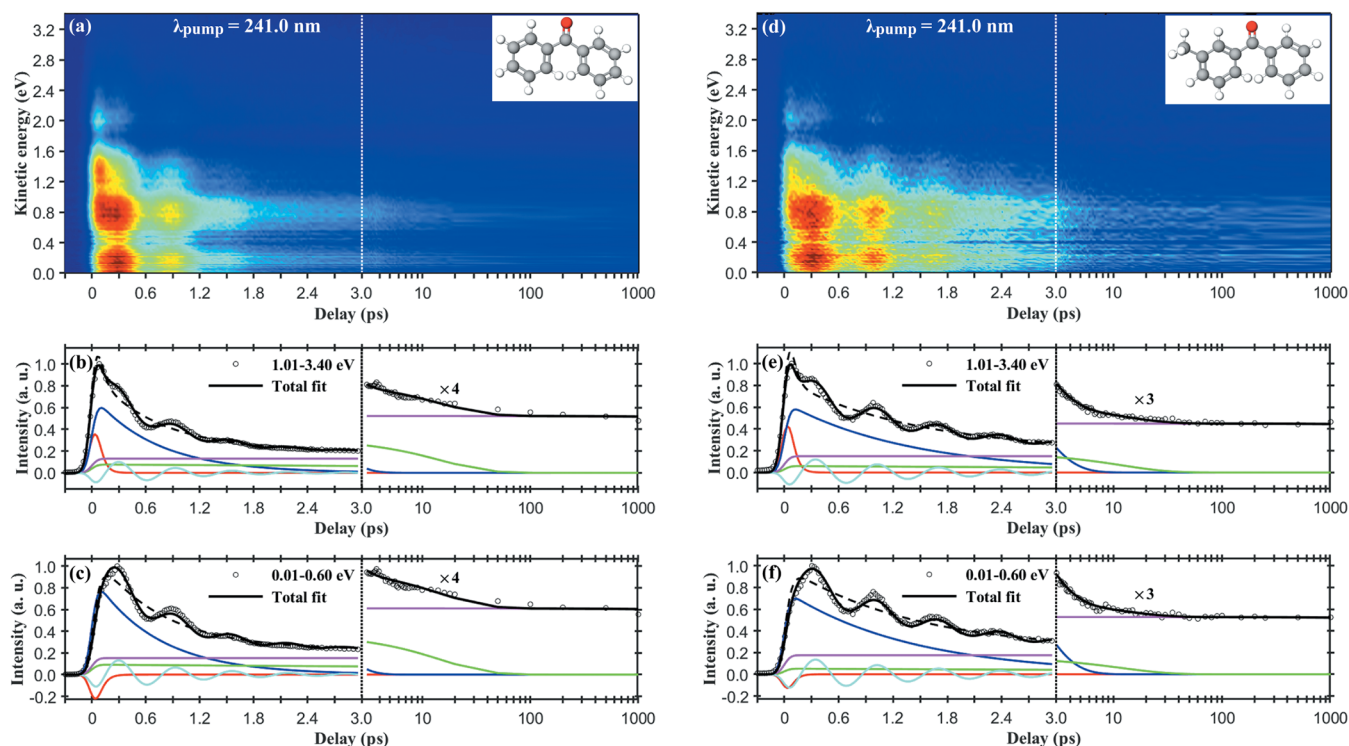 (a)
λpump = 241.0 nm
Kinetic energy (eV)
3.2
2.8
2.4
2.0
1.6
1.2
0.8
0.4
0.0
0 0.6 1.2 1.8 2.4 3.0 10 100 1000
Delay (ps)
(d)
λpump = 241.0 nm
Kinetic energy (eV)
3.2
2.8
2.4
2.0
1.6
1.2
0.8
0.4
0.0
0 0.6 1.2 1.8 2.4 3.0 10 100 1000
Delay (ps)
(b)
1.01-3.40 eV
Total fit
×4
Intensity (a. u.)
1.0
0.8
0.6
0.4
0.2
0.0
0 0.6 1.2 1.8 2.4 3.0 3.0 10 100 1000
Delay (ps)
(e)
1.01-3.40 eV
Total fit
×3
Intensity (a. u.)
1.0
0.8
0.6
0.4
0.2
0.0
0 0.6 1.2 1.8 2.4 3.0 10 100 1000
Delay (ps)
(c)
0.01-0.60 eV
Total fit
×4
Intensity (a. u.)
1.0
0.8
0.6
0.4
0.2
0.0
-0.2
0 0.6 1.2 1.8 2.4 3.0 3.0 10 100 1000
Delay (ps)
(f)
0.01-0.60 eV
Total fit
×3
Intensity (a. u.)
1.0
0.8
0.6
0.4
0.2
0.0
-0.2
0 0.6 1.2 1.8 2.4 3.0 10 100 1000
Delay (ps)